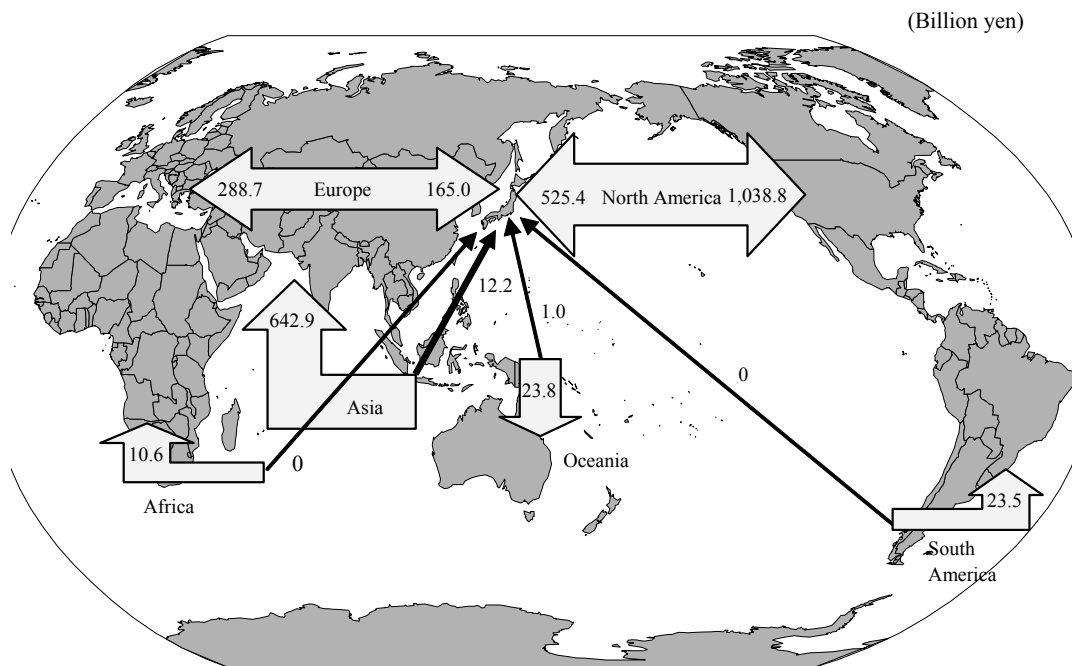 (Billion yen)
288.7 Europe 165.0
525.4 North America 1,038.8
12.2
1.0
642.9
0
23.8
Asia
10.6
0
Oceania
Africa
23.5
South
America